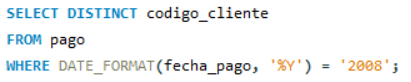 SELECT DISTINCT codigo_cliente
FROM pago
WHERE DATE_FORMAT(fecha_pago, '%Y') = '2008';